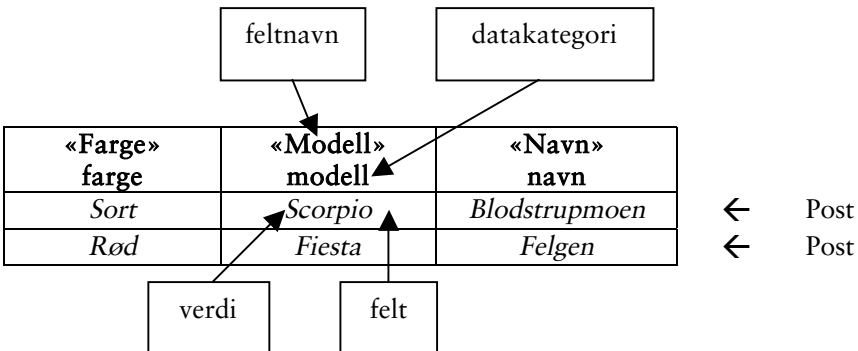 feltnavn datakategori
«Farge» «Modell» «Navn»
farge modell navn
Sort Scorpio Blodstrupmoen ← Post
Rød Fiesta Felgen ← Post
verdi felt